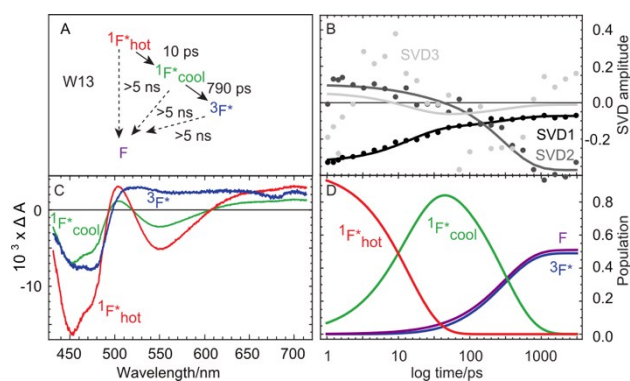 A
¹F*hot
10 ps
W13
¹F*cool
790 ps
>5 ns
>5 ns
³F*
>5 ns
F
B
SVD3
SVD1
SVD2
0.4
0.2
0.0
-0.2
SVD amplitude
C
³F*
¹F*cool
¹F*hot
0
-10
10⁻³ x Δ A
450 500 550 600 650 700
Wavelength/nm
D
¹F*hot
¹F*cool
F
³F*
0.8
0.6
0.4
0.2
0.0
Population
1 10 100 1000
log time/ps